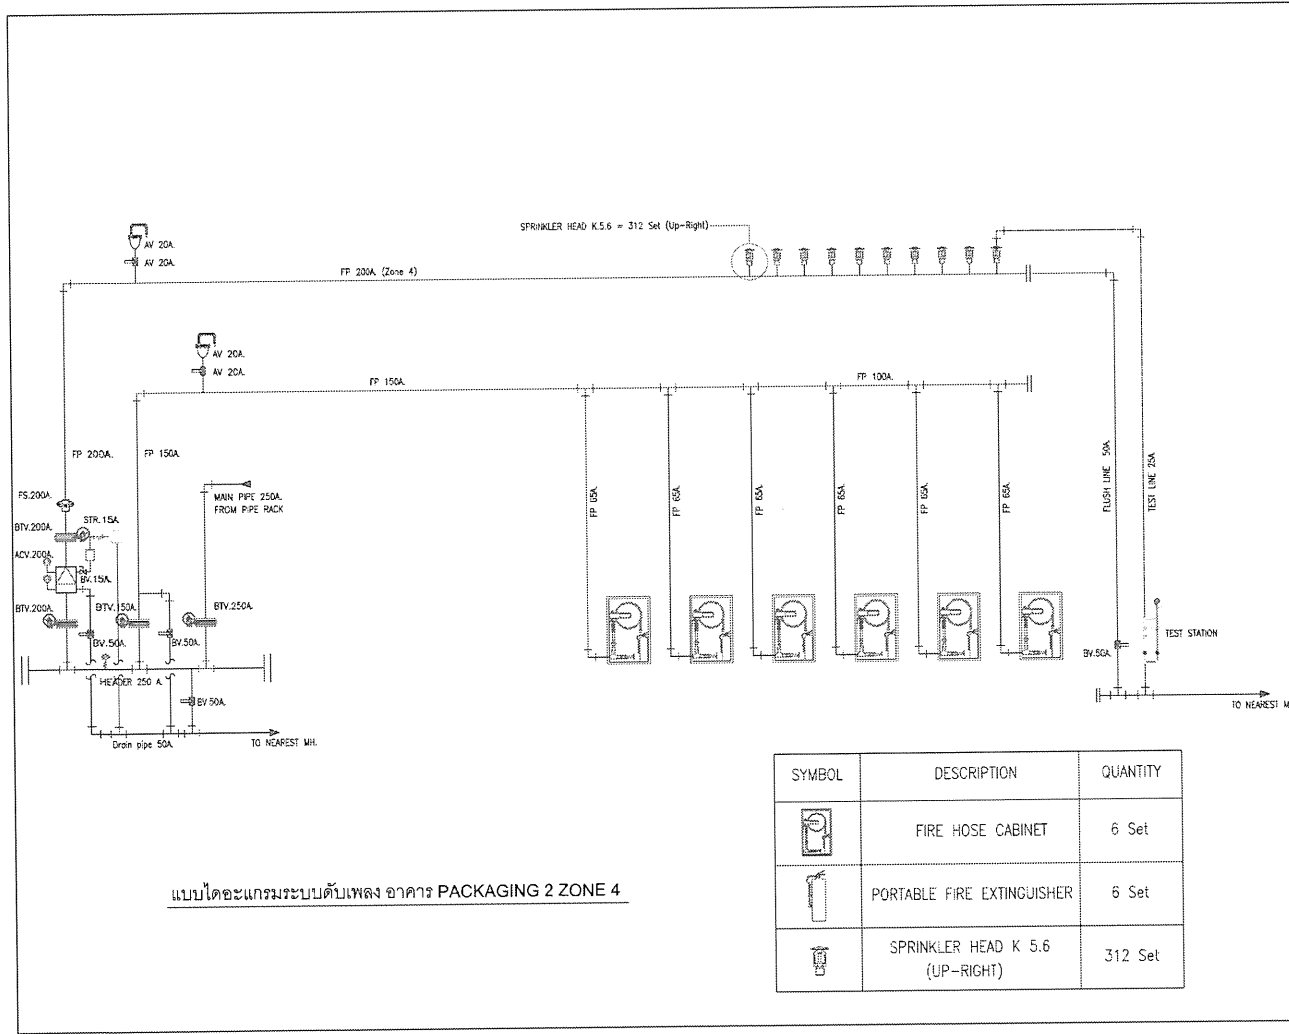 SPRINKLER HEAD K.5.6 = 312 Set (Up-Right)
AV 20A.
AV 20A.
FP 200A. (Zone 4)
AV 20A.
AV 20A.
FP 150A.
FP 100A.
FP 200A.
FP 150A.
MAIN PIPE 250A.
FROM PIPE RACK
FS.200A.
STR.15A.
BTV.200A.
ACV.200A.
BV.15A.
BTV.200A.
BTV.150A.
BTV.250A.
BV.50A.
BV.50A.
HEADER 250 A.
BV 50A.
Drain pipe 50A.
TO NEAREST MH.
FP 65A.
FP 65A.
FP 65A.
FP 65A.
FP 65A.
FP 65A.
FLUSH LINE 50A.
TEST LINE 25A.
TEST STATION
BV.50A.
TO NEAREST M
SYMBOL DESCRIPTION QUANTITY
FIRE HOSE CABINET 6 Set
PORTABLE FIRE EXTINGUISHER 6 Set
SPRINKLER HEAD K 5.6
(UP-RIGHT)
312 Set
แบบไดอะแกรมระบบดับเพลง อาคาร PACKAGING 2 ZONE 4